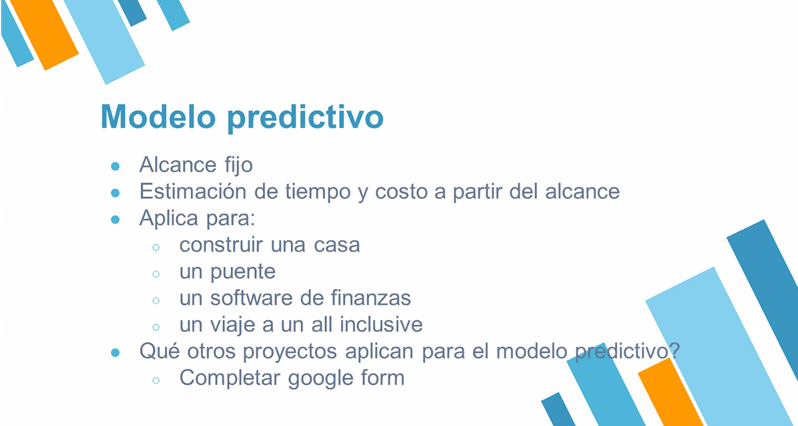 Modelo predictivo
● Alcance fijo
● Estimación de tiempo y costo a partir del alcance
● Aplica para:
○ construir una casa
○ un puente
○ un software de finanzas
○ un viaje a un all inclusive
● Qué otros proyectos aplican para el modelo predictivo?
○ Completar google form